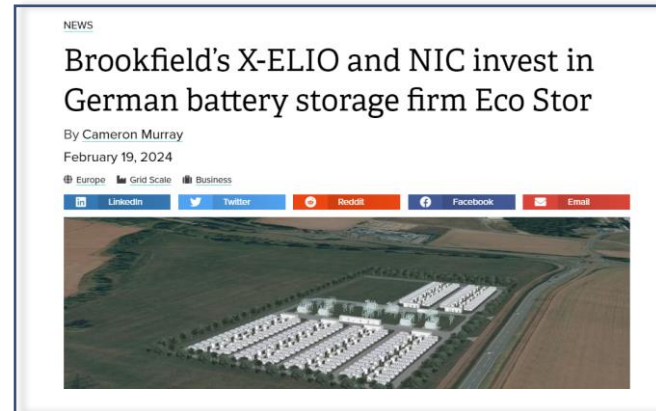 NEWS
Brookfield's X-ELIO and NIC invest in
German battery storage firm Eco Stor
By Cameron Murray
February 19, 2024
Europe Grid Scale Business
LinkedIn Twitter Reddit Facebook Email